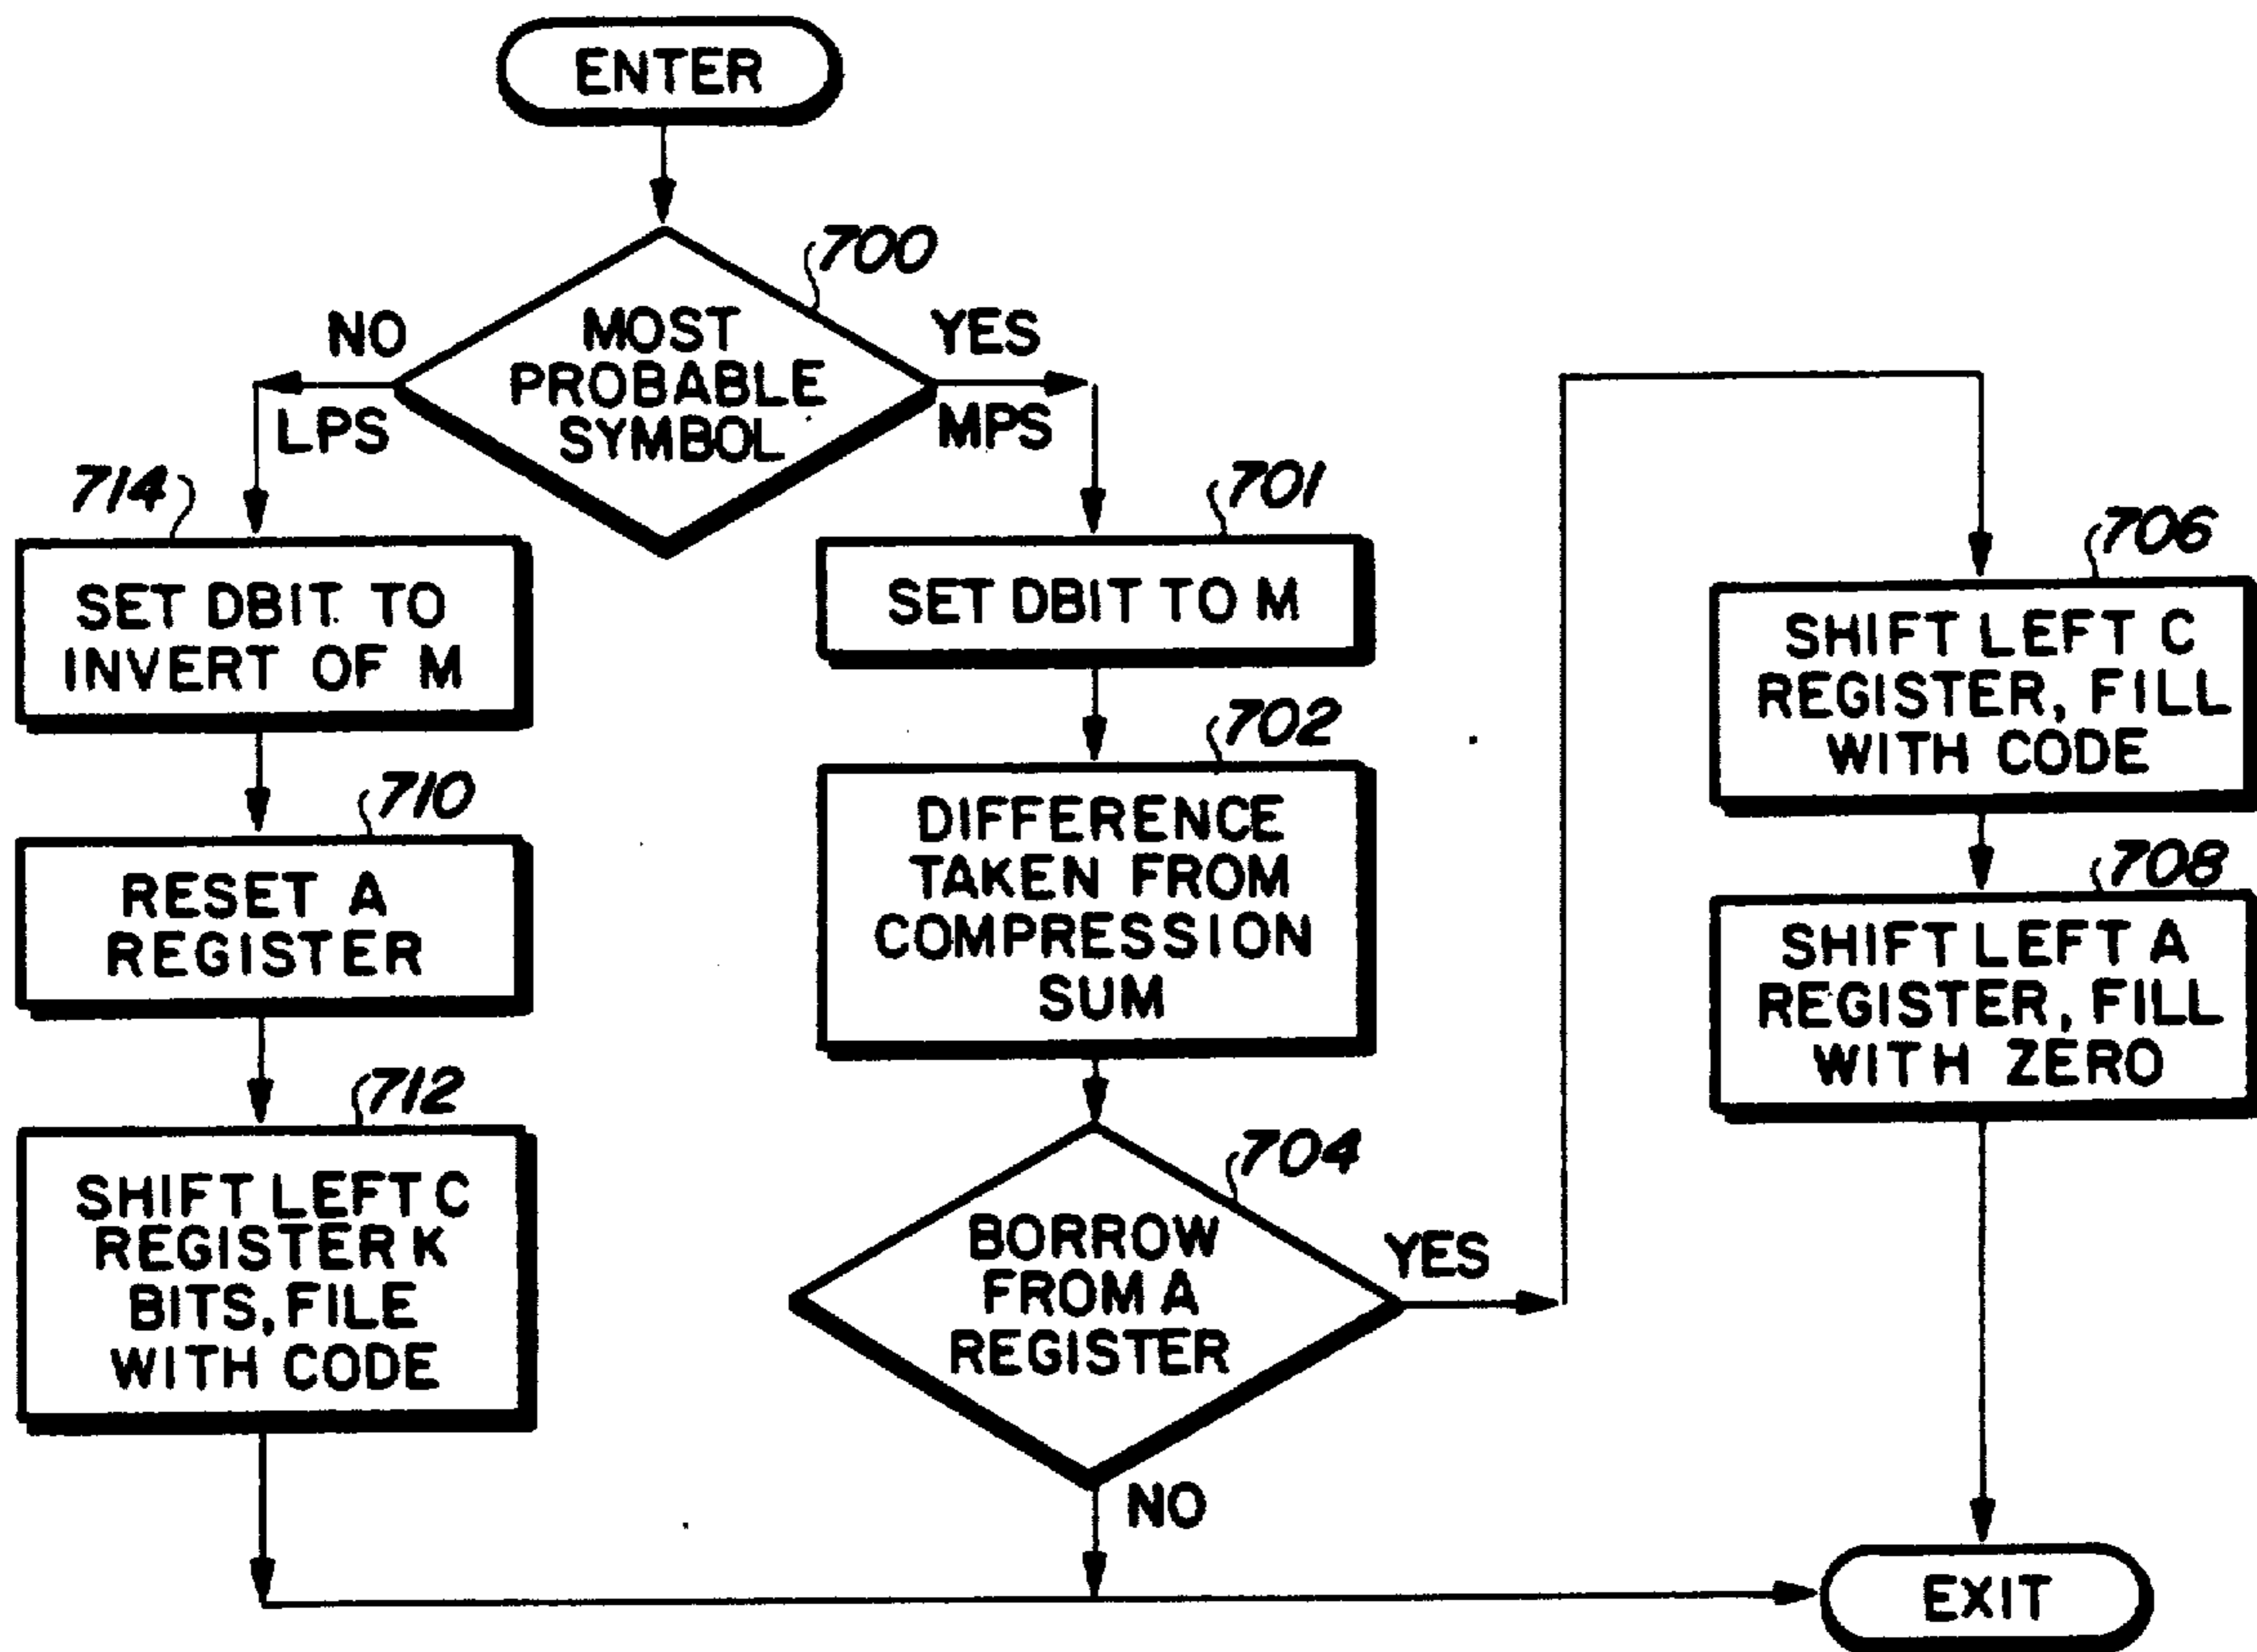 ENTER
700
MOST
PROBABLE
SYMBOL
NO
LPS
YES
MPS
714
SET DBIT TO
INVERT OF M
710
RESET A
REGISTER
712
SHIFT LEFT C
REGISTER K
BITS, FILE
WITH CODE
701
SET DBIT TO M
702
DIFFERENCE
TAKEN FROM
COMPRESSION
SUM
704
BORROW
FROM A
REGISTER
YES
NO
706
SHIFT LEFT C
REGISTER, FILL
WITH CODE
708
SHIFT LEFT A
REGISTER, FILL
WITH ZERO
EXIT